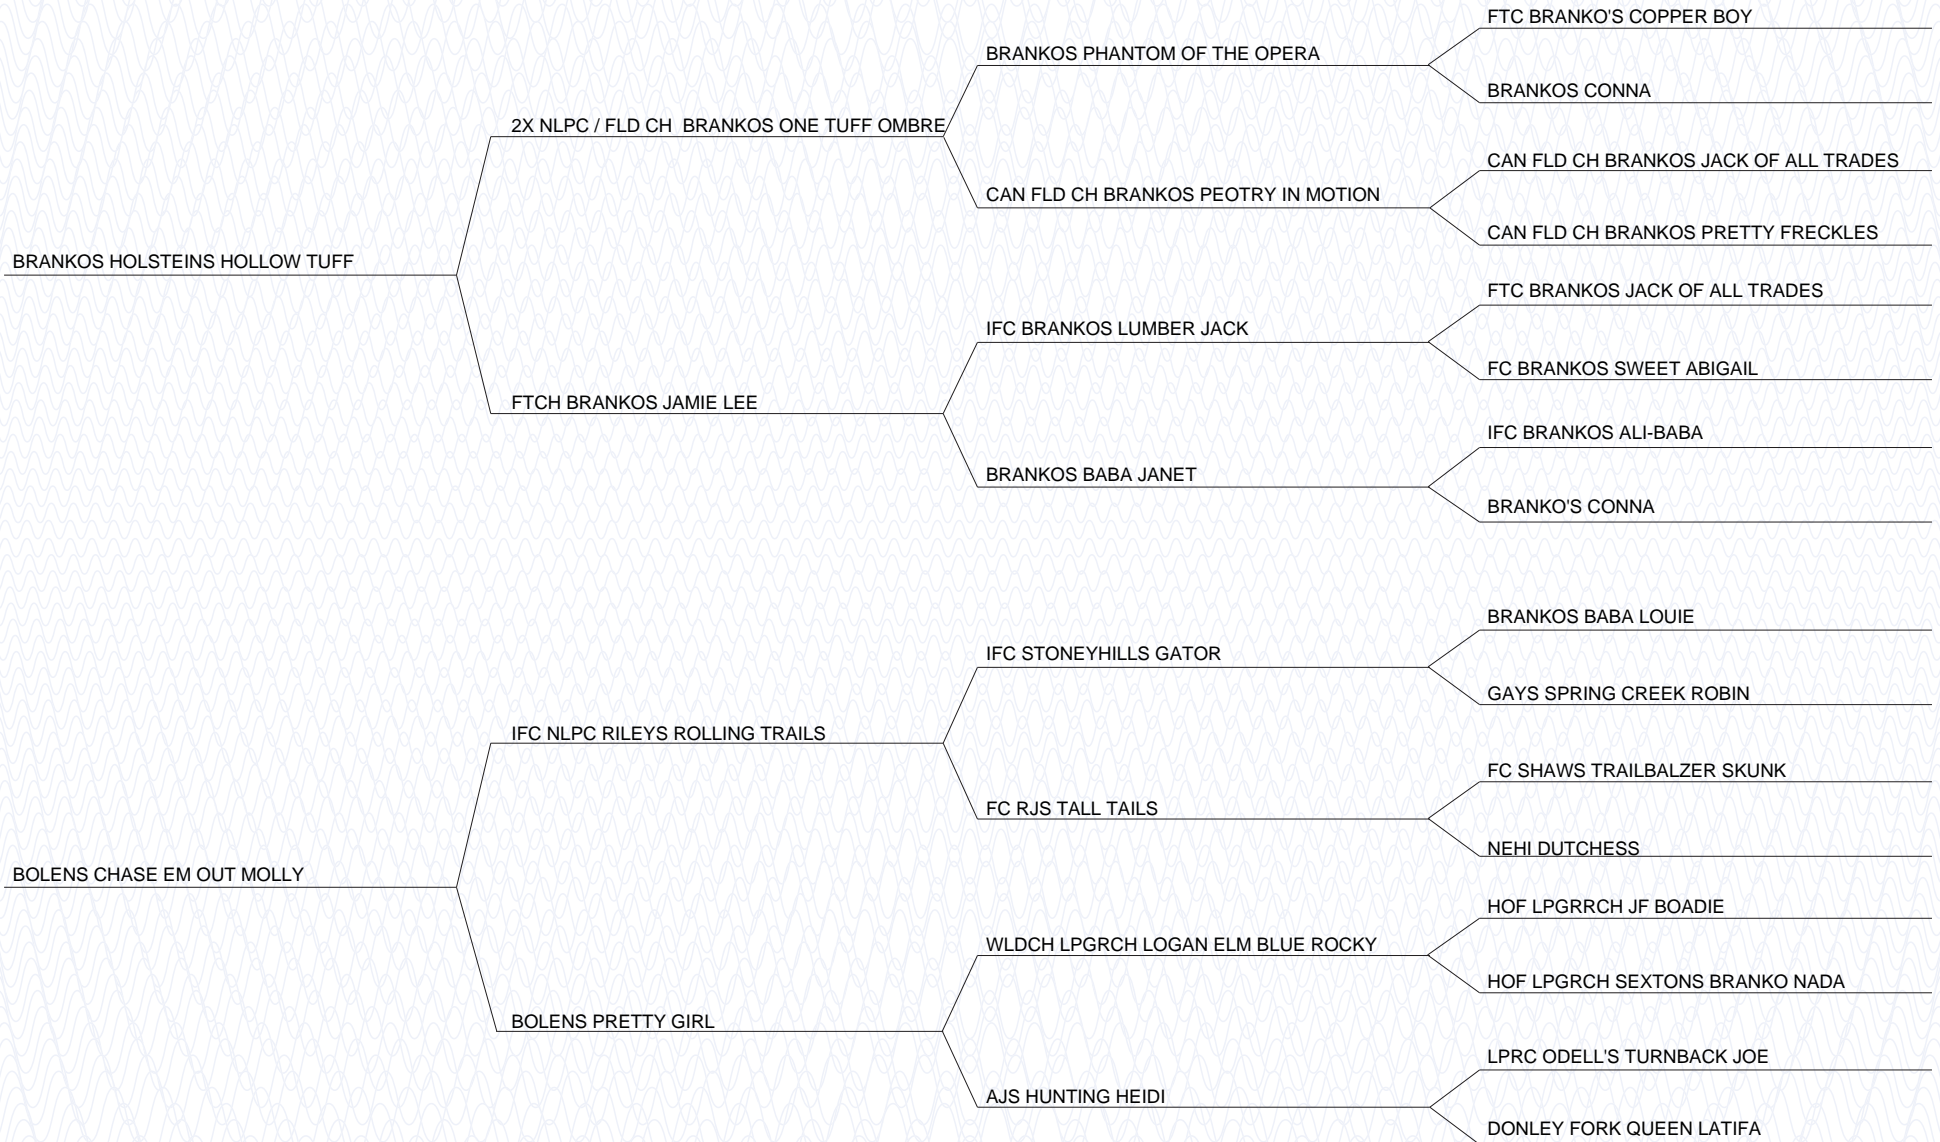 FTC BRANKO'S COPPER BOY
BRANKOS PHANTOM OF THE OPERA
BRANKOS CONNA
2X NLPC / FLD CH  BRANKOS ONE TUFF OMBRE
CAN FLD CH BRANKOS JACK OF ALL TRADES
CAN FLD CH BRANKOS PEOTRY IN MOTION
CAN FLD CH BRANKOS PRETTY FRECKLES
BRANKOS HOLSTEINS HOLLOW TUFF
FTC BRANKOS JACK OF ALL TRADES
IFC BRANKOS LUMBER JACK
FC BRANKOS SWEET ABIGAIL
FTCH BRANKOS JAMIE LEE
IFC BRANKOS ALI-BABA
BRANKOS BABA JANET
BRANKO'S CONNA
BRANKOS BABA LOUIE
IFC STONEYHILLS GATOR
GAYS SPRING CREEK ROBIN
IFC NLPC RILEYS ROLLING TRAILS
FC SHAWS TRAILBALZER SKUNK
FC RJS TALL TAILS
NEHI DUTCHESS
BOLENS CHASE EM OUT MOLLY
HOF LPGRRCH JF BOADIE
WLDCH LPGRCH LOGAN ELM BLUE ROCKY
HOF LPGRCH SEXTONS BRANKO NADA
BOLENS PRETTY GIRL
LPRC ODELL'S TURNBACK JOE
AJS HUNTING HEIDI
DONLEY FORK QUEEN LATIFA